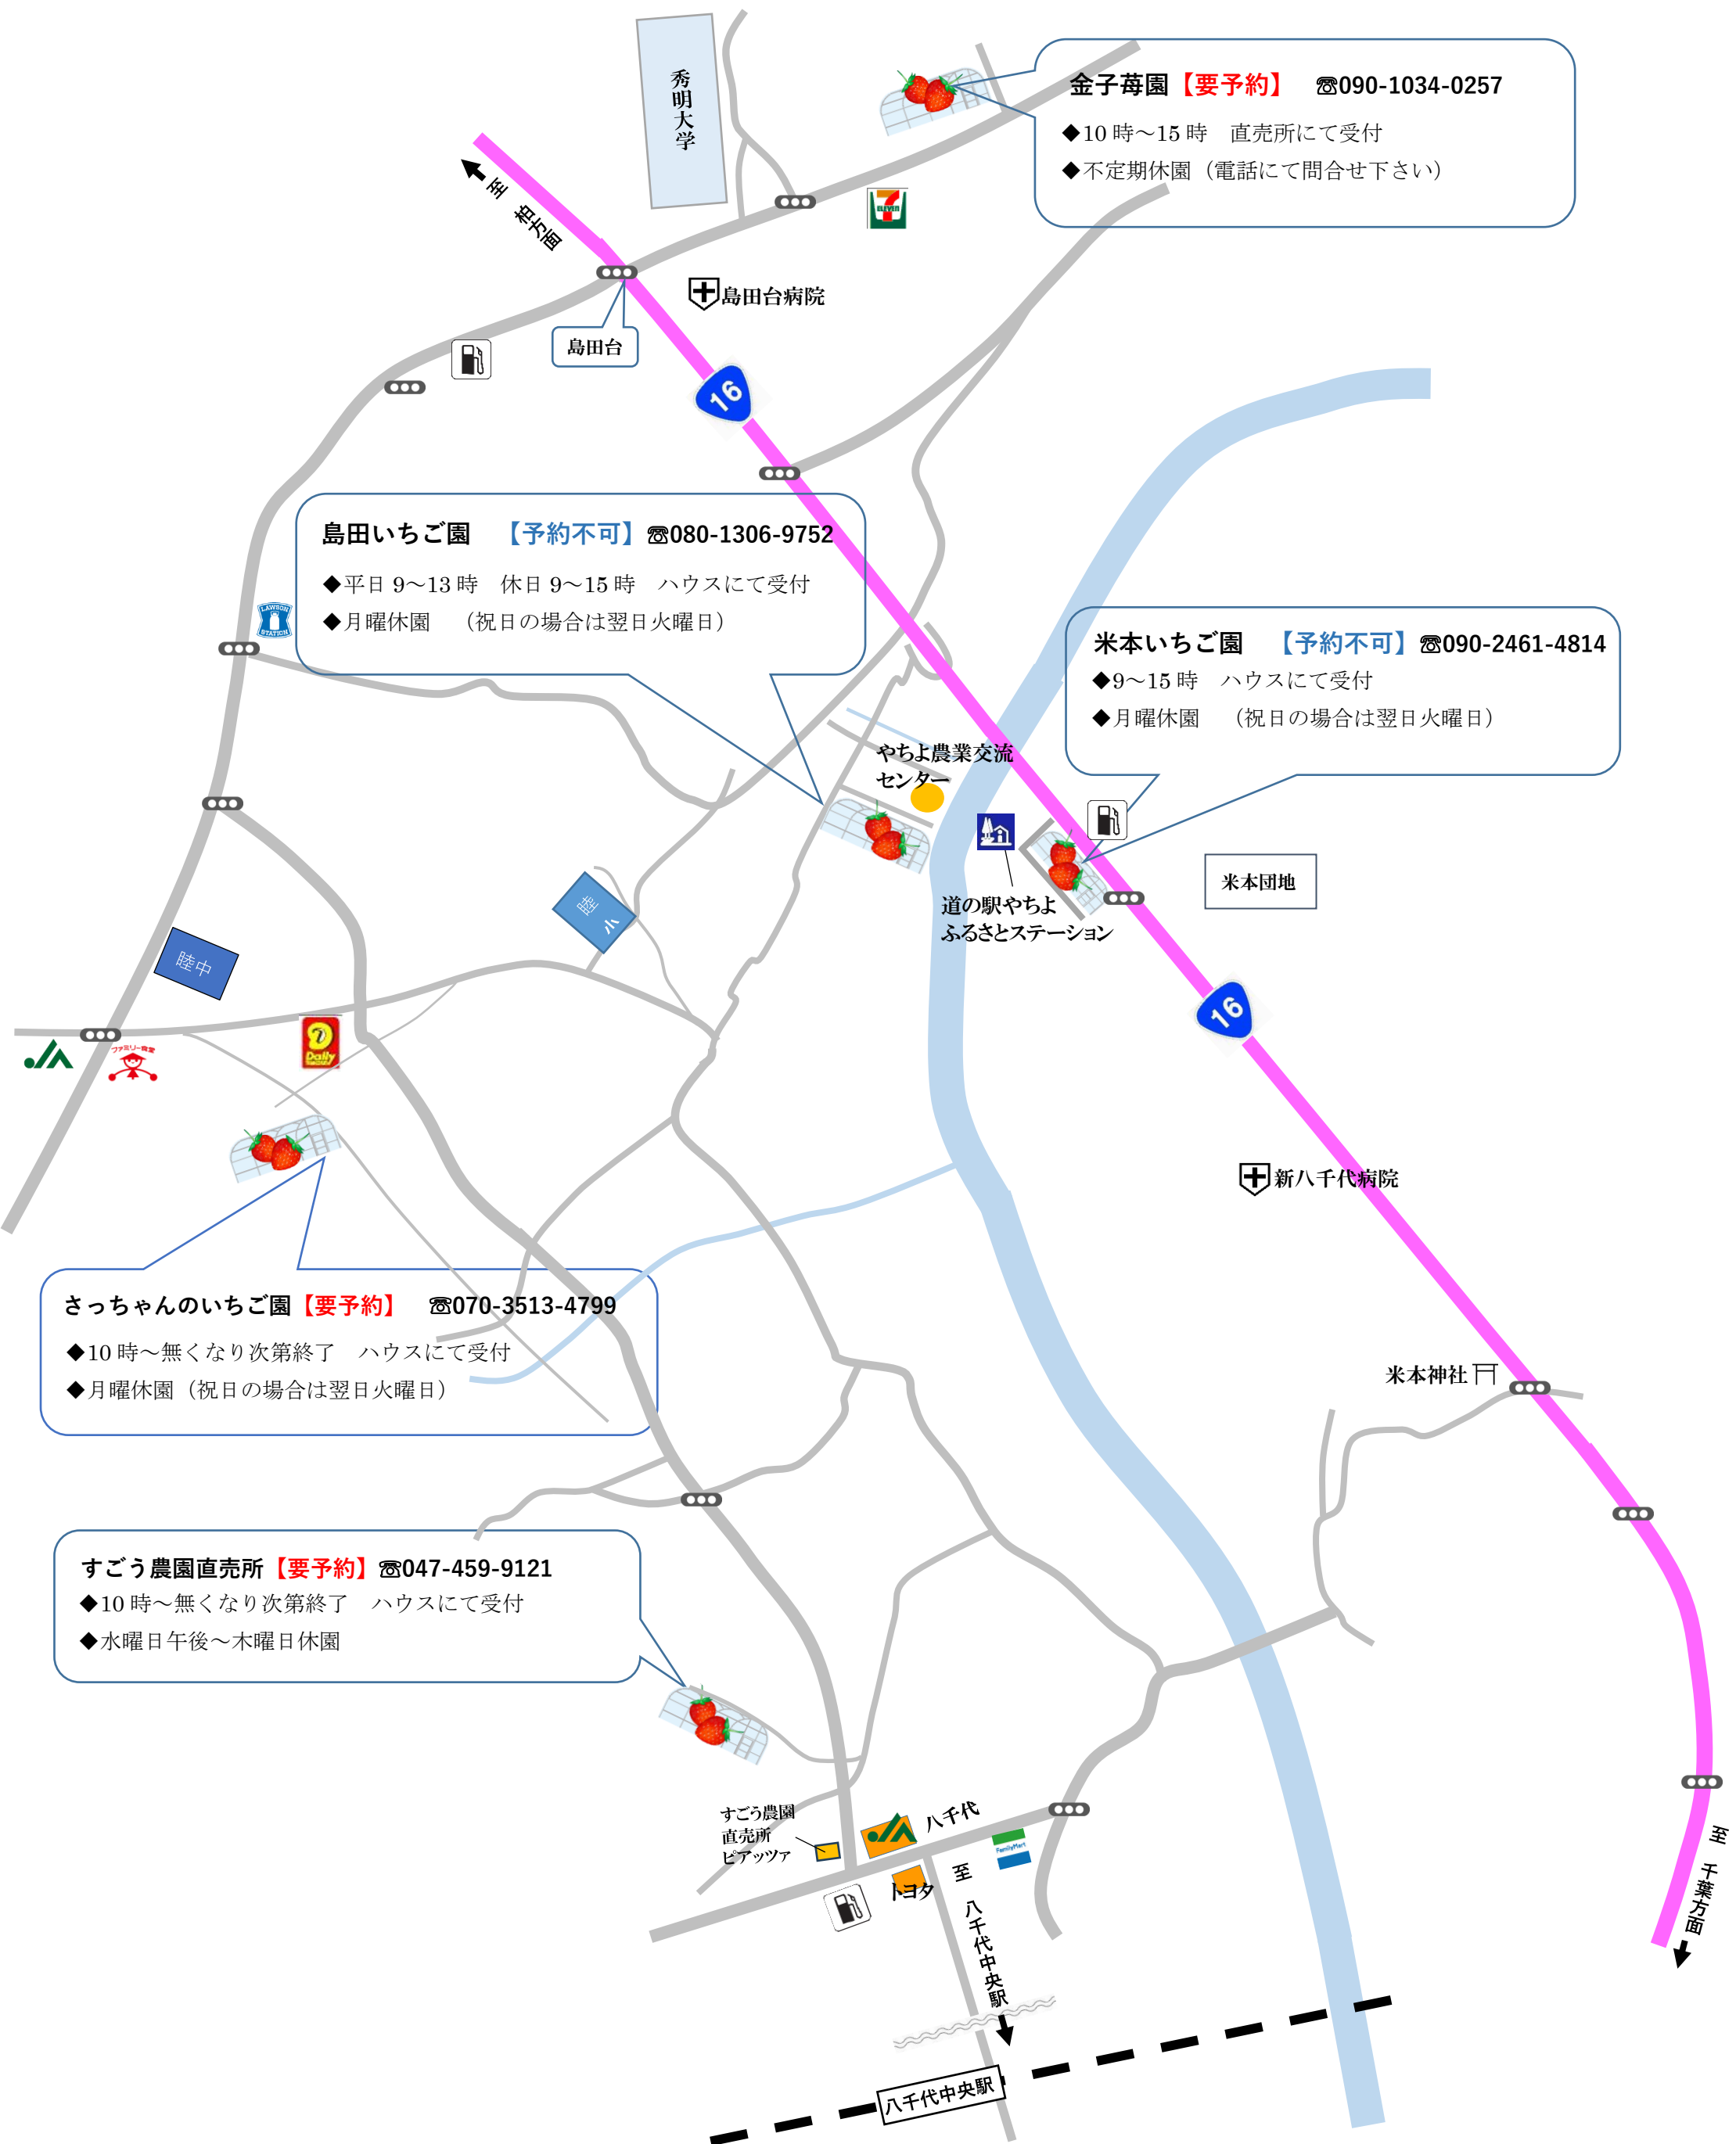 秀明大学
金子苺園【要予約】 ☏090-1034-0257
◆10時～15時 直売所にて受付
◆不定期休園（電話にて問合せ下さい）
至 柏方面
7
ELEVEN
島田台病院
島田台
16
島田いちご園 【予約不可】☏080-1306-9752
◆平日9～13時 休日9～15時 ハウスにて受付
◆月曜休園 （祝日の場合は翌日火曜日）
LAWSON
STATION
米本いちご園 【予約不可】☏090-2461-4814
◆9～15時 ハウスにて受付
◆月曜休園 （祝日の場合は翌日火曜日）
やちよ農業交流
センター
道の駅やちよ
ふるさとステーション
米本団地
睦小
睦中
16
ファミリー食堂
Daily
新八千代病院
さっちゃんのいちご園【要予約】 ☏070-3513-4799
◆10時～無くなり次第終了 ハウスにて受付
◆月曜休園（祝日の場合は翌日火曜日）
米本神社
すごう農園直売所【要予約】☏047-459-9121
◆10時～無くなり次第終了 ハウスにて受付
◆水曜日午後～木曜日休園
すごう農園
直売所
ピアッツァ
八千代
FamilyMart
トヨタ
至 八千代中央駅
至 千葉方面
八千代中央駅